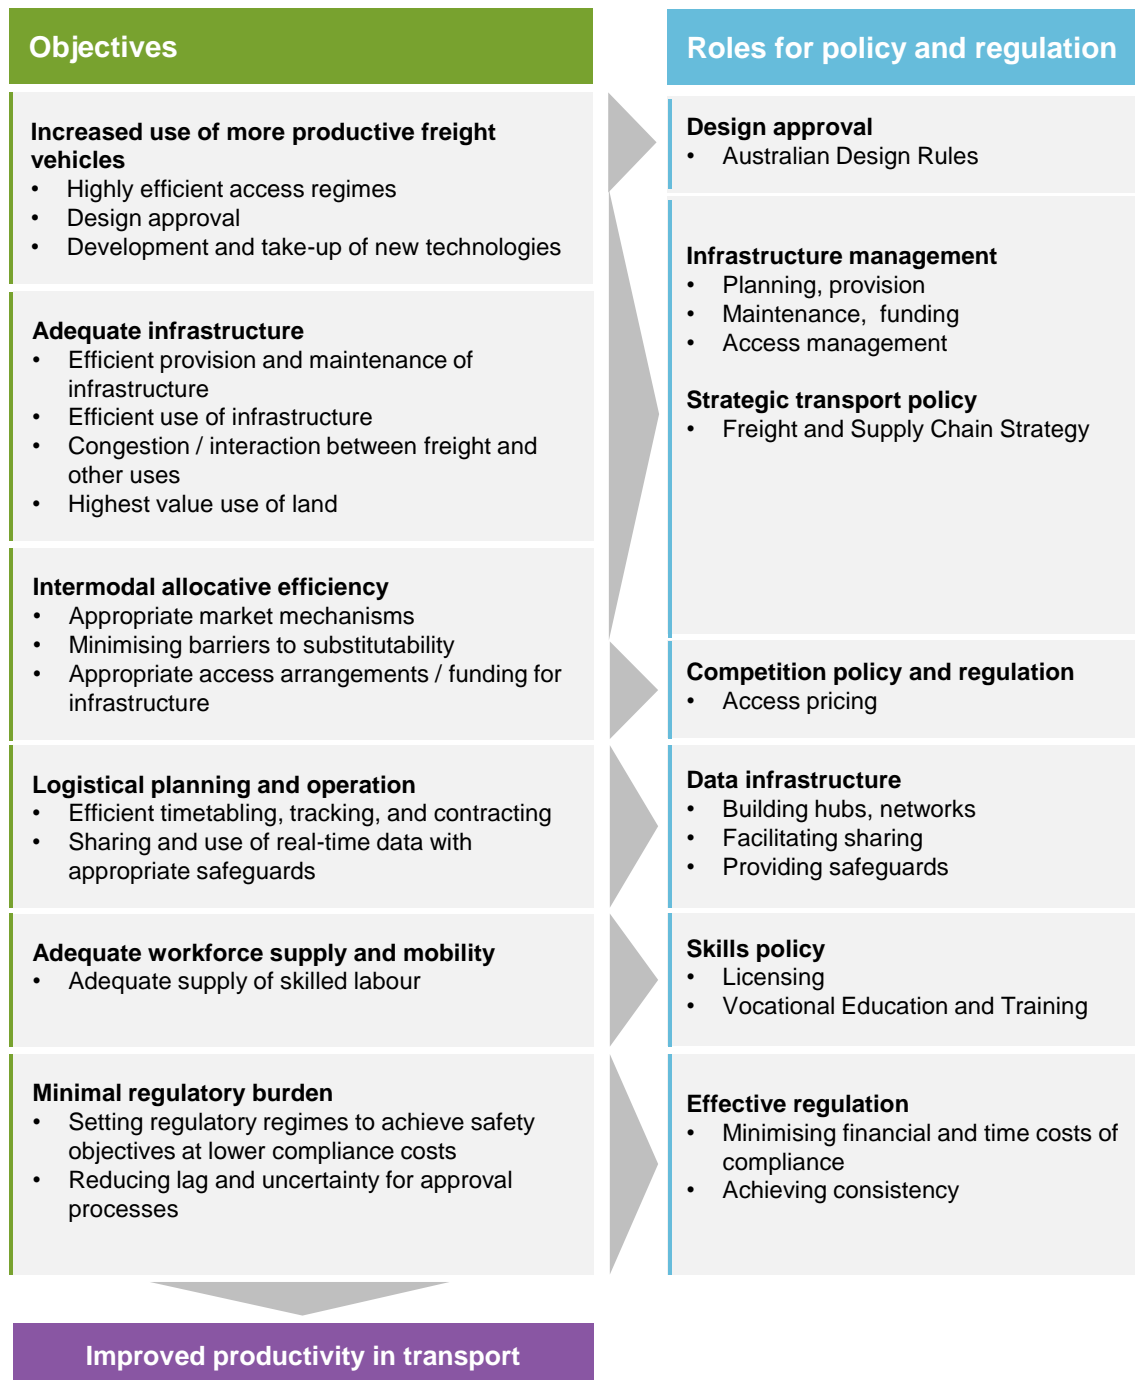 Objectives
Increased use of more productive freight
vehicles
• Highly efficient access regimes
• Design approval
• Development and take-up of new technologies
Adequate infrastructure
• Efficient provision and maintenance of
infrastructure
• Efficient use of infrastructure
• Congestion / interaction between freight and
other uses
• Highest value use of land
Intermodal allocative efficiency
• Appropriate market mechanisms
• Minimising barriers to substitutability
• Appropriate access arrangements / funding for
infrastructure
Logistical planning and operation
• Efficient timetabling, tracking, and contracting
• Sharing and use of real-time data with
appropriate safeguards
Adequate workforce supply and mobility
• Adequate supply of skilled labour
Minimal regulatory burden
• Setting regulatory regimes to achieve safety
objectives at lower compliance costs
• Reducing lag and uncertainty for approval
processes
Improved productivity in transport
Roles for policy and regulation
Design approval
• Australian Design Rules
Infrastructure management
• Planning, provision
• Maintenance, funding
• Access management
Strategic transport policy
• Freight and Supply Chain Strategy
Competition policy and regulation
• Access pricing
Data infrastructure
• Building hubs, networks
• Facilitating sharing
• Providing safeguards
Skills policy
• Licensing
• Vocational Education and Training
Effective regulation
• Minimising financial and time costs of
compliance
• Achieving consistency